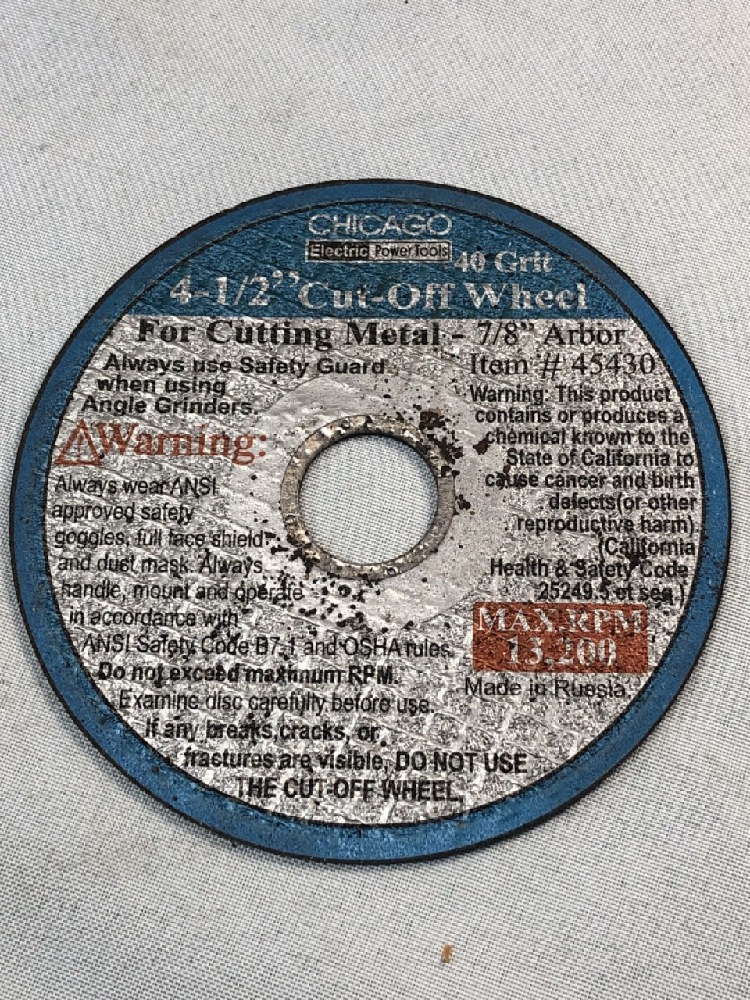 CHICAGO
Electric Power Tools
40 Grit
4-1/2" Cut-Off Wheel
For Cutting Metal - 7/8" Arbor
Item # 45430
Always use Safety Guard
when using
Angle Grinders.
Warning:
Always wear ANSI
approved safety
goggles, full face shield
and dust mask. Always
handle, mount and operate
in accordance with
ANSI Safety Code B7-1 and OSHA rules.
Do not exceed maximum RPM.
Examine disc carefully before use.
If any breaks, cracks, or
fractures are visible, DO NOT USE
THE CUT-OFF WHEEL.
Warning: This product
contains or produces a
chemical known to the
State of California to
cause cancer and birth
defects(or other
reproductive harm)
(California
Health & Safety Code
25249.5 et seq.)
MAX.RPM
13,200
Made in Russia.